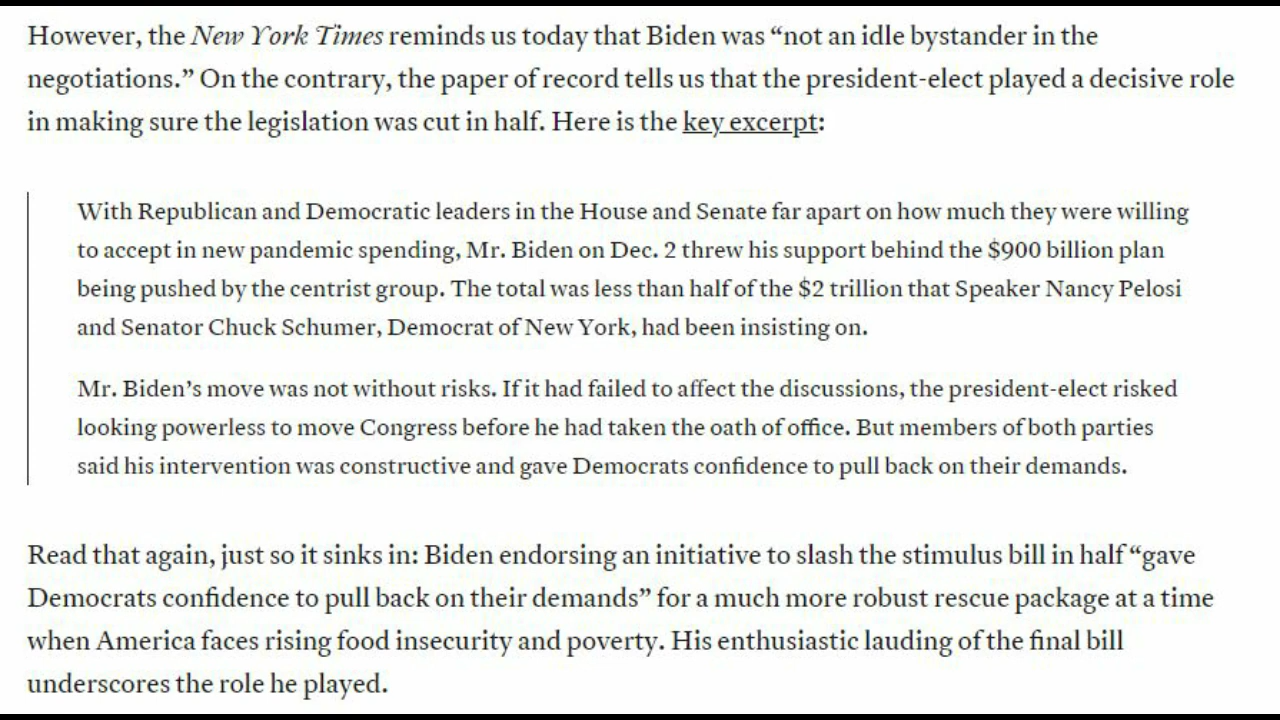 However, the New York Times reminds us today that Biden was “not an idle bystander in the
negotiations.” On the contrary, the paper of record tells us that the president-elect played a decisive role
in making sure the legislation was cut in half. Here is the key excerpt:
With Republican and Democratic leaders in the House and Senate far apart on how much they were willing
to accept in new pandemic spending, Mr. Biden on Dec. 2 threw his support behind the $900 billion plan
being pushed by the centrist group. The total was less than half of the $2 trillion that Speaker Nancy Pelosi
and Senator Chuck Schumer, Democrat of New York, had been insisting on.
Mr. Biden’s move was not without risks. If it had failed to affect the discussions, the president-elect risked
looking powerless to move Congress before he had taken the oath of office. But members of both parties
said his intervention was constructive and gave Democrats confidence to pull back on their demands.
Read that again, just so it sinks in: Biden endorsing an initiative to slash the stimulus bill in half “gave
Democrats confidence to pull back on their demands” for a much more robust rescue package at a time
when America faces rising food insecurity and poverty. His enthusiastic lauding of the final bill
underscores the role he played.